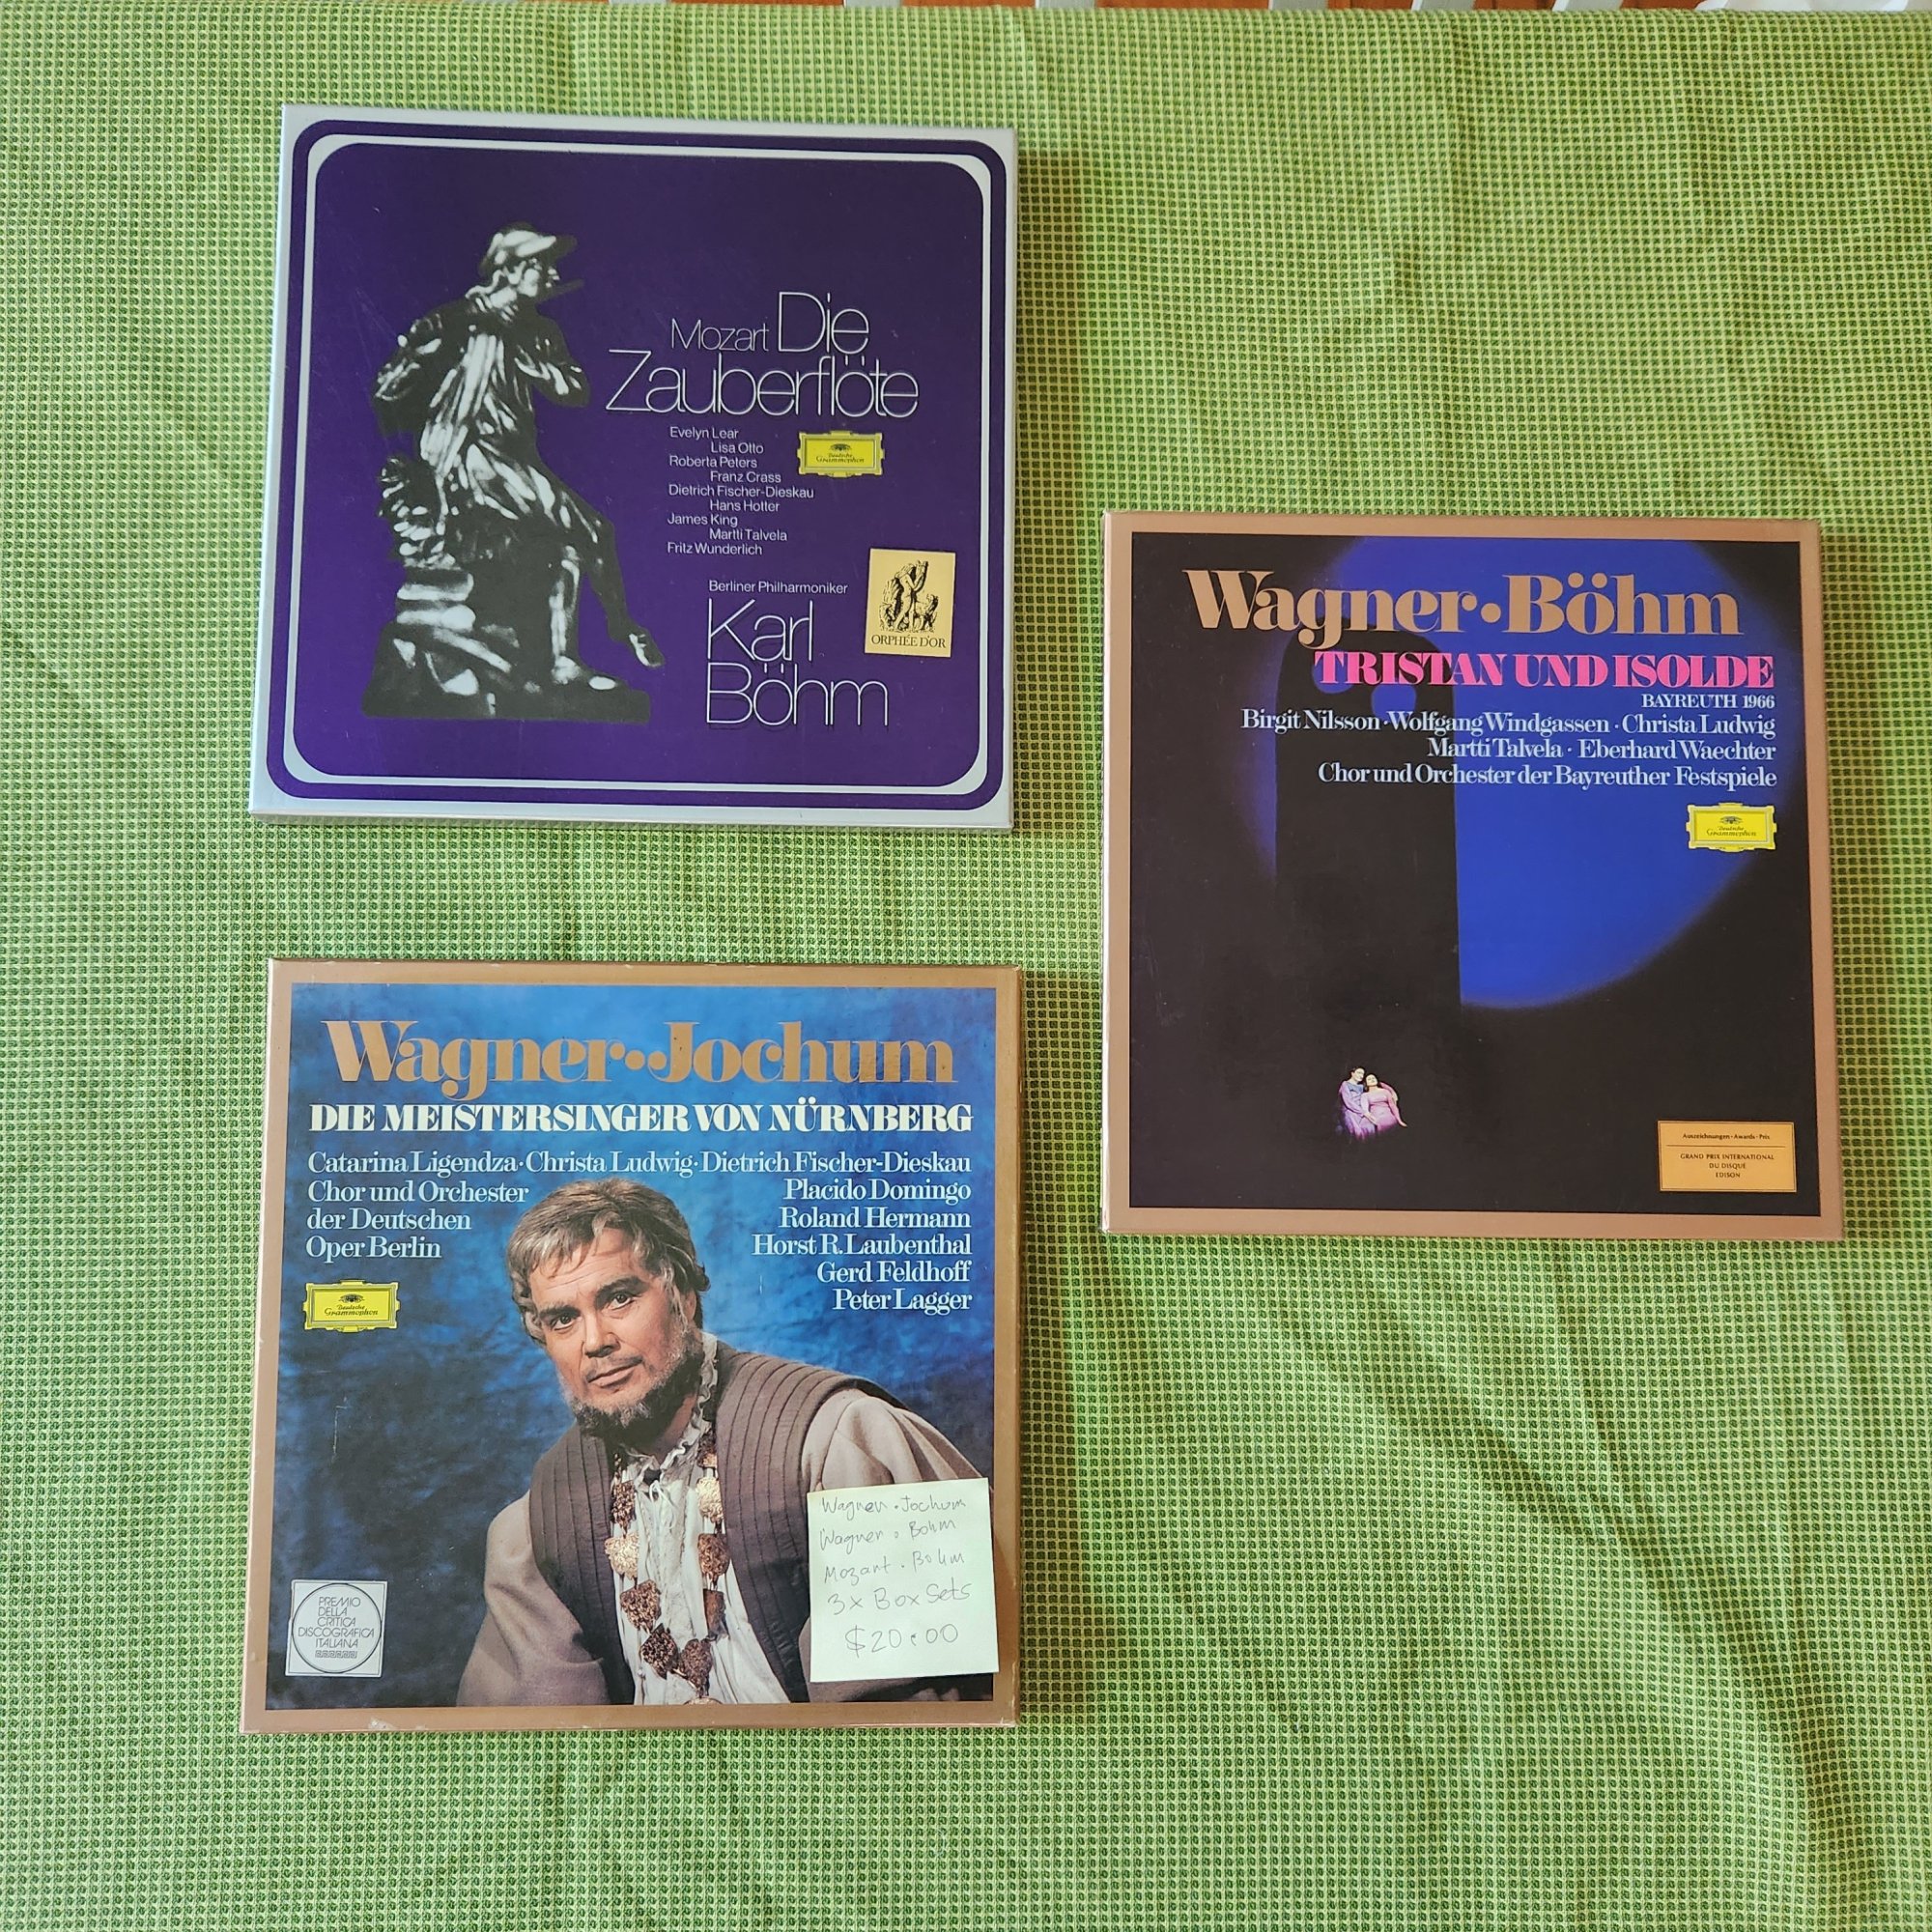 Mozart Die
Zauberflöte
Evelyn Lear
Lisa Otto
Roberta Peters
Franz Crass
Dietrich Fischer-Dieskau
Hans Hotter
James King
Martti Talvela
Fritz Wunderlich
Deutsche
Grammophon
Berliner Philharmoniker
Karl
Böhm
ORPHÉE D'OR
Wagner·Böhm
TRISTAN UND ISOLDE
BAYREUTH 1966
Birgit Nilsson · Wolfgang Windgassen · Christa Ludwig
Martti Talvela · Eberhard Waechter
Chor und Orchester der Bayreuther Festspiele
Deutsche
Grammophon
Auszeichnungen · Awards · Prix
GRAND PRIX INTERNATIONAL
DU DISQUE
EDISON
Wagner··Jochum
DIE MEISTERSINGER VON NÜRNBERG
Catarina Ligendza · Christa Ludwig · Dietrich Fischer-Dieskau
Chor und Orchester
der Deutschen
Oper Berlin
Placido Domingo
Roland Hermann
Horst R. Laubenthal
Gerd Feldhoff
Peter Lagger
Deutsche
Grammophon
PREMIO
DELLA
CRITICA
DISCOGRAFICA
ITALIANA
Wagner · Jochum
Wagner · Bohm
Mozart · Bohm
3x Box Sets
$20.00